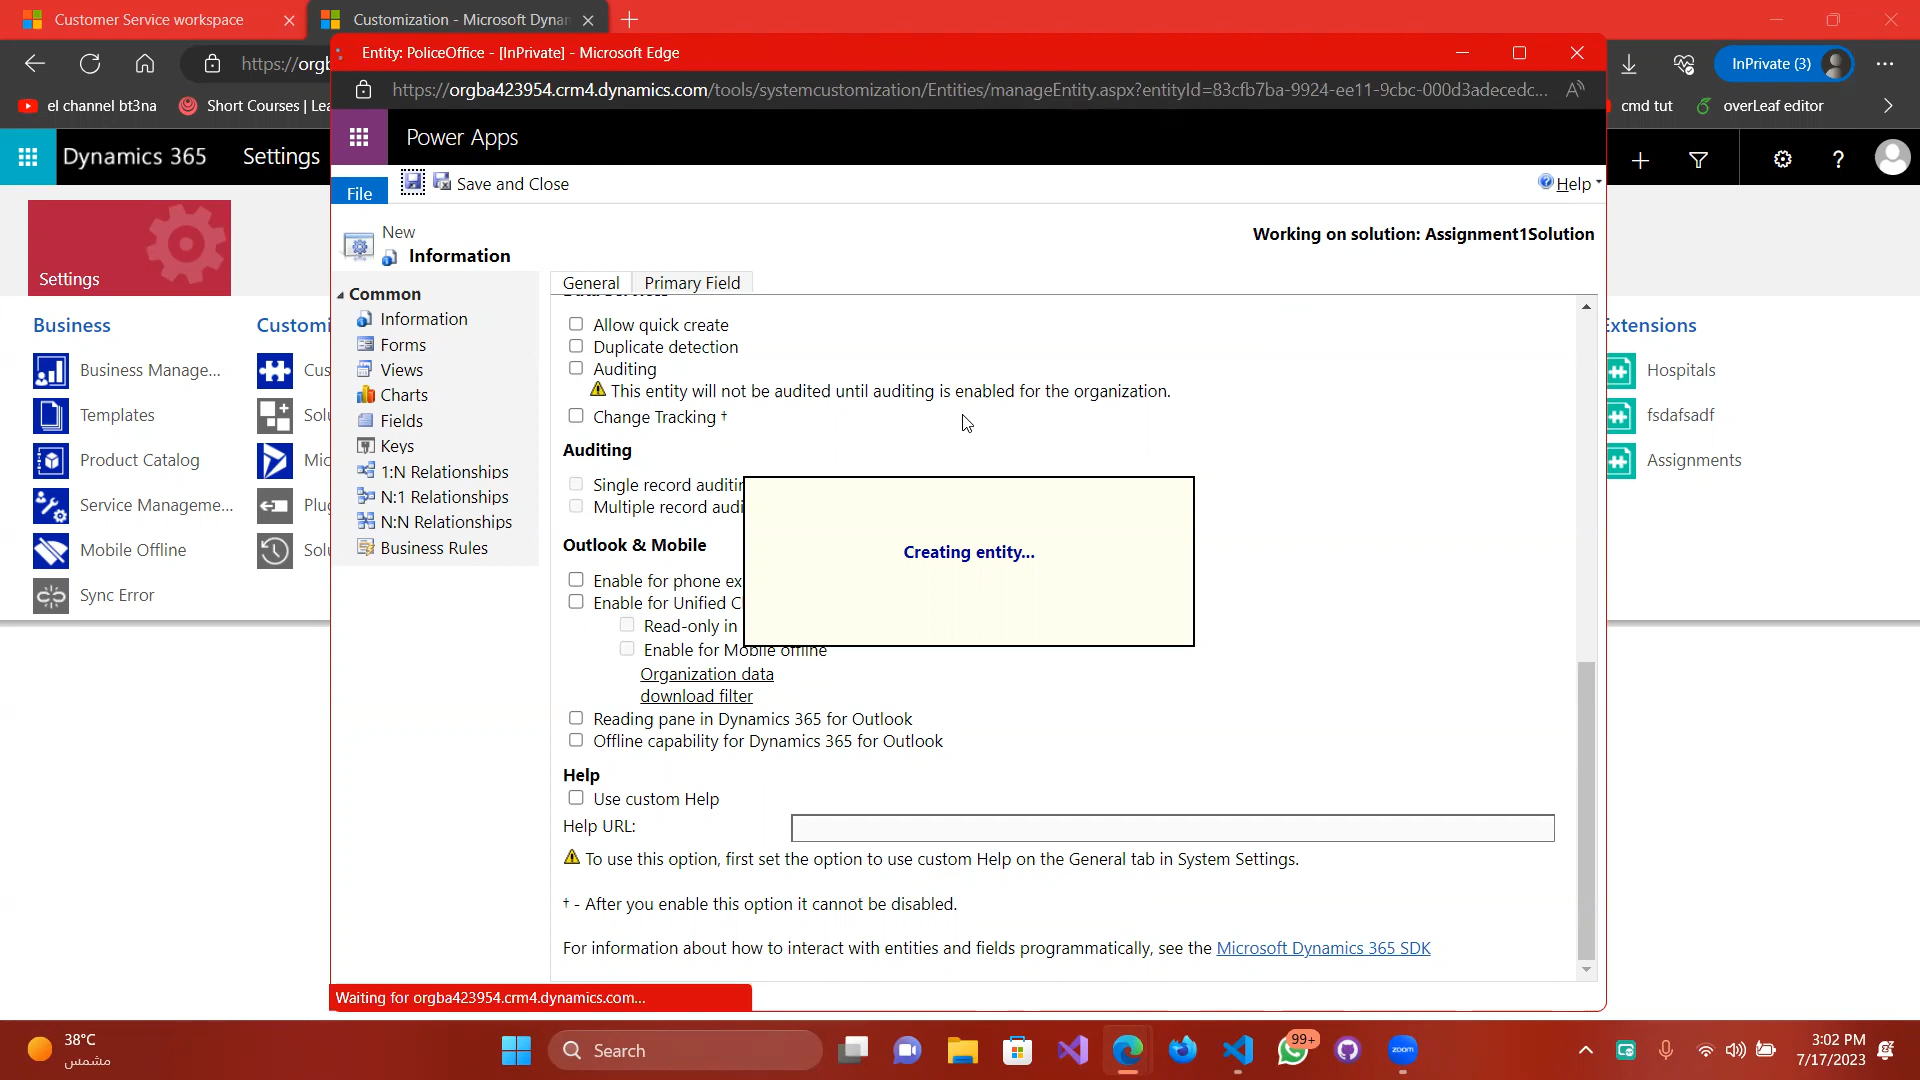 Customer Service workspace
Customization - Microsoft Dynar
Entity: PoliceOffice - [InPrivate] - Microsoft Edge
https://orgb
https://orgba423954.crm4.dynamics.com/tools/systemcustomization/Entities/manageEntity.aspx?entityId=83cfb7ba-9924-ee11-9cbc-000d3adecedc...
InPrivate (3)
el channel bt3na
Short Courses | Lea
cmd tut
overLeaf editor
Dynamics 365
Settings
Power Apps
File
Save and Close
Help
New
Information
Working on solution: Assignment1Solution
Settings
General
Primary Field
Common
Information
Forms
Views
Charts
Fields
Keys
1:N Relationships
N:1 Relationships
N:N Relationships
Business Rules
Business
Business Manage...
Templates
Product Catalog
Service Manageme...
Mobile Offline
Sync Error
Customi
Cus
Solu
Mic
Plug
Solu
Extensions
Hospitals
fsdafsadf
Assignments
Allow quick create
Duplicate detection
Auditing
This entity will not be audited until auditing is enabled for the organization.
Change Tracking †
Auditing
Single record auditin
Multiple record audi
Creating entity...
Outlook & Mobile
Enable for phone ex
Enable for Unified C
Read-only in
Enable for Mobile offline
Organization data
download filter
Reading pane in Dynamics 365 for Outlook
Offline capability for Dynamics 365 for Outlook
Help
Use custom Help
Help URL:
To use this option, first set the option to use custom Help on the General tab in System Settings.
† - After you enable this option it cannot be disabled.
For information about how to interact with entities and fields programmatically, see the Microsoft Dynamics 365 SDK
Waiting for orgba423954.crm4.dynamics.com...
38°C
مشمس
Search
99+
zoom
3:02 PM
7/17/2023